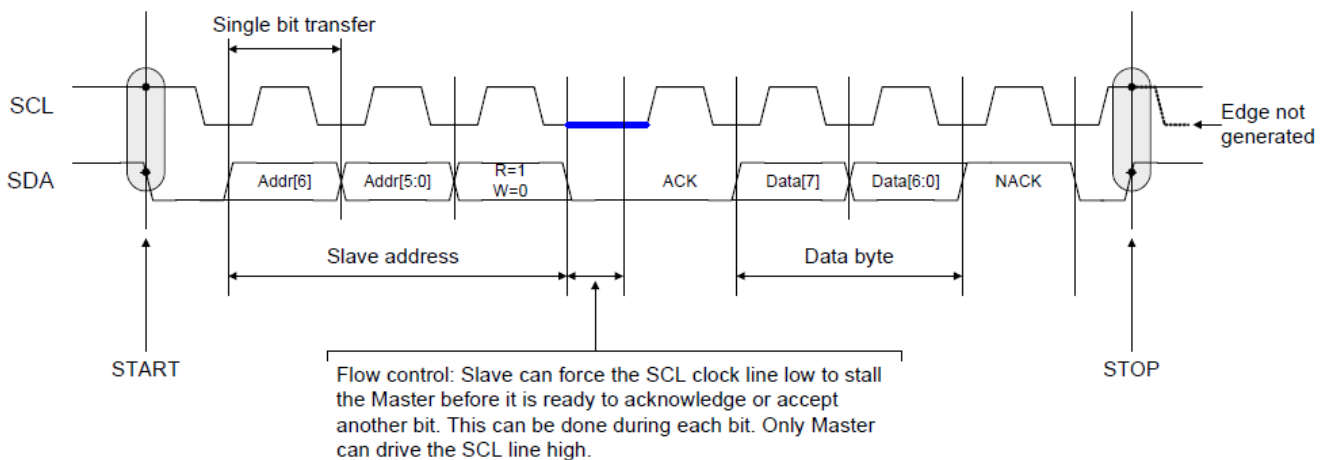 Single bit transfer
SCL
Edge not
generated
SDA
Addr[6]
Addr[5:0]
R=1
W=0
ACK
Data[7]
Data[6:0]
NACK
Slave address
Data byte
START
STOP
Flow control: Slave can force the SCL clock line low to stall
the Master before it is ready to acknowledge or accept
another bit. This can be done during each bit. Only Master
can drive the SCL line high.